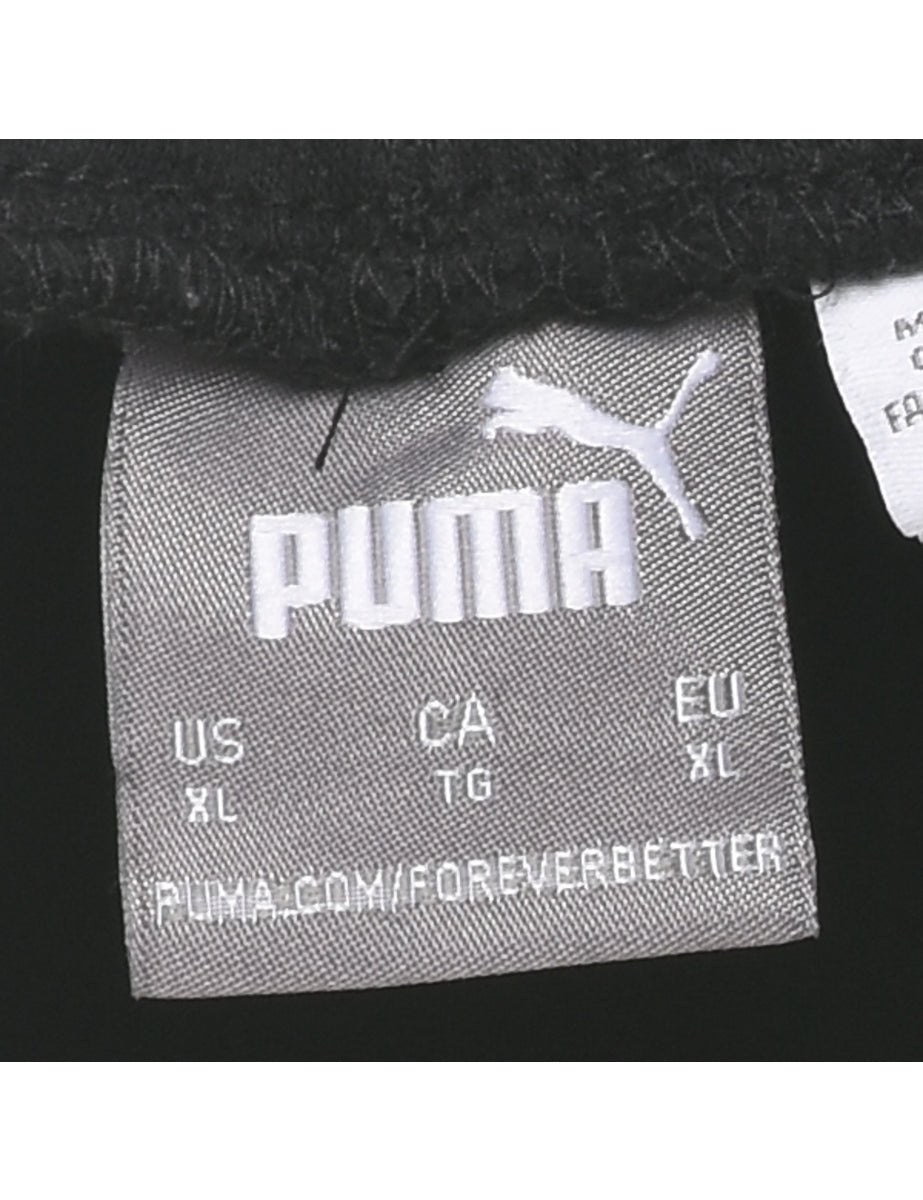 PUMA
US CA EU
XL TG XL
PUMA.COM/FOREVERBETTER